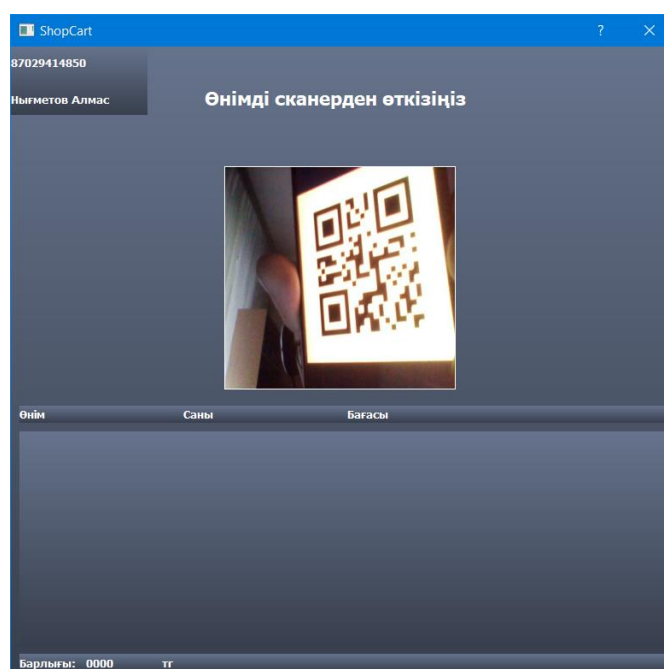 ShopCart ?
87029414850
Нығметов Алмас
Өнімді сканерден өткізіңіз
Өнім Саны Бағасы
Барлығы: 0000 тг